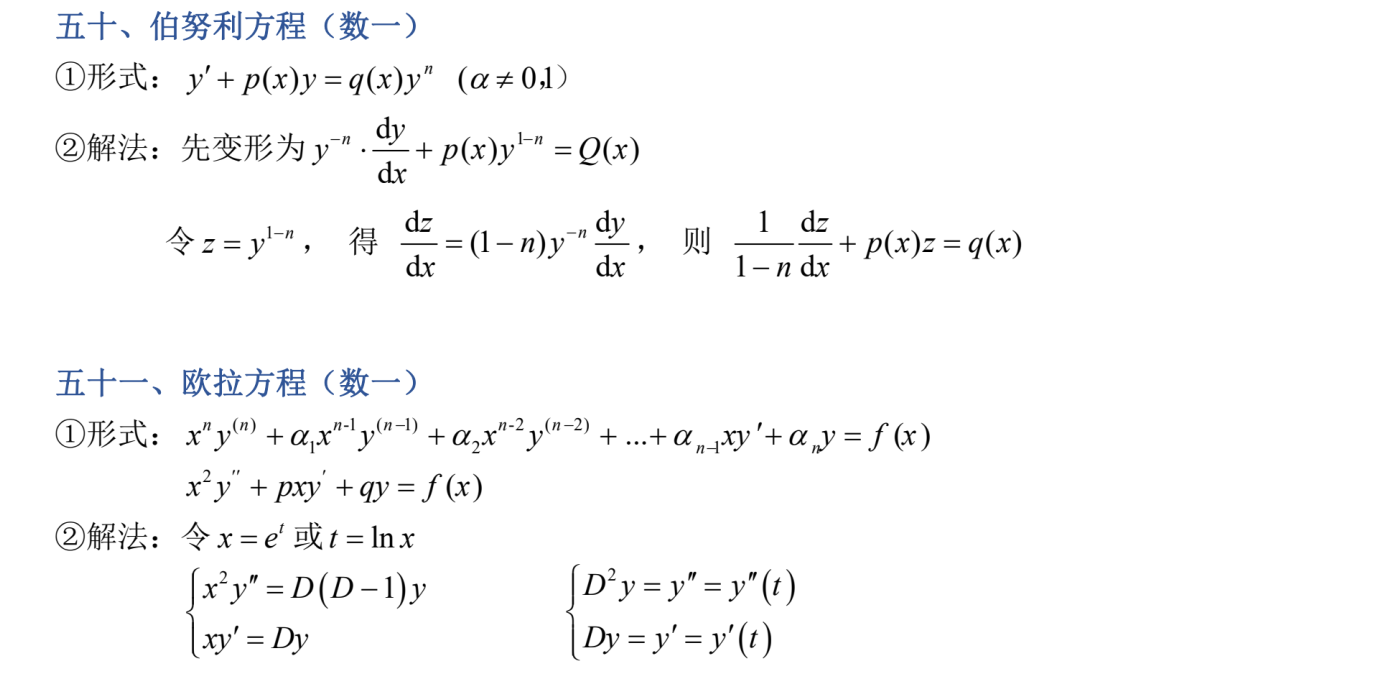 五十、伯努利方程（数一）
①形式： y′ + p(x)y = q(x)yⁿ （α ≠ 0,1）
②解法：先变形为 y⁻ⁿ · dy/dx + p(x)y¹⁻ⁿ = Q(x)
令 z = y¹⁻ⁿ ， 得 dz/dx = (1 − n)y⁻ⁿ dy/dx ， 则 1/(1 − n) dz/dx + p(x)z = q(x)
五十一、欧拉方程（数一）
①形式： xⁿy⁽ⁿ⁾ + α₁xⁿ⁻¹y⁽ⁿ⁻¹⁾ + α₂xⁿ⁻²y⁽ⁿ⁻²⁾ + ...+ αₙ₋₁xy′ + αₙy = f(x)
x²y″ + pxy′ + qy = f(x)
②解法：令 x = eᵗ 或 t = ln x
{ x²y″ = D(D − 1)y { D²y = y″ = y″(t)
xy′ = Dy Dy = y′ = y′(t)